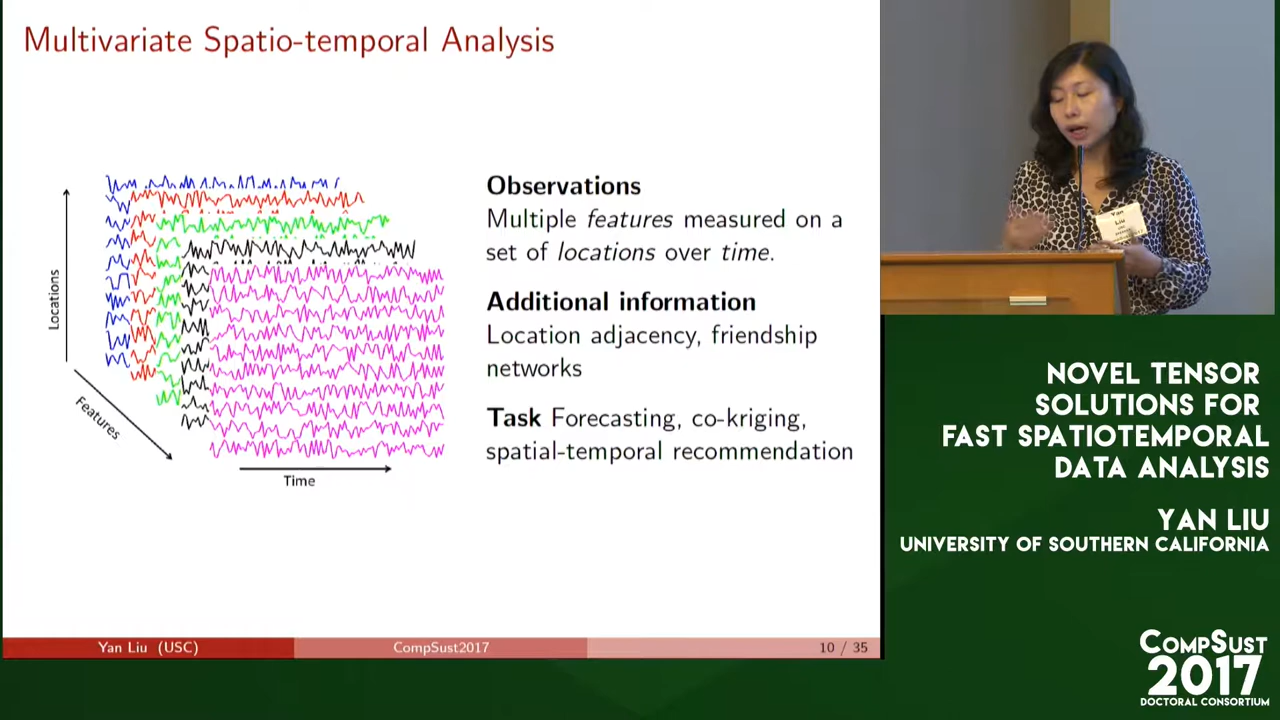 Multivariate Spatio-temporal Analysis
Locations
Features
Time
Observations
Multiple features measured on a
set of locations over time.
Additional information
Location adjacency, friendship
networks
Task Forecasting, co-kriging,
spatial-temporal recommendation
Yan Liu (USC)
CompSust2017
10 / 35
Yan
Liu
NOVEL TENSOR
SOLUTIONS FOR
FAST SPATIOTEMPORAL
DATA ANALYSIS
YAN LIU
UNIVERSITY OF SOUTHERN CALIFORNIA
COMPSUST
2017
DOCTORAL CONSORTIUM